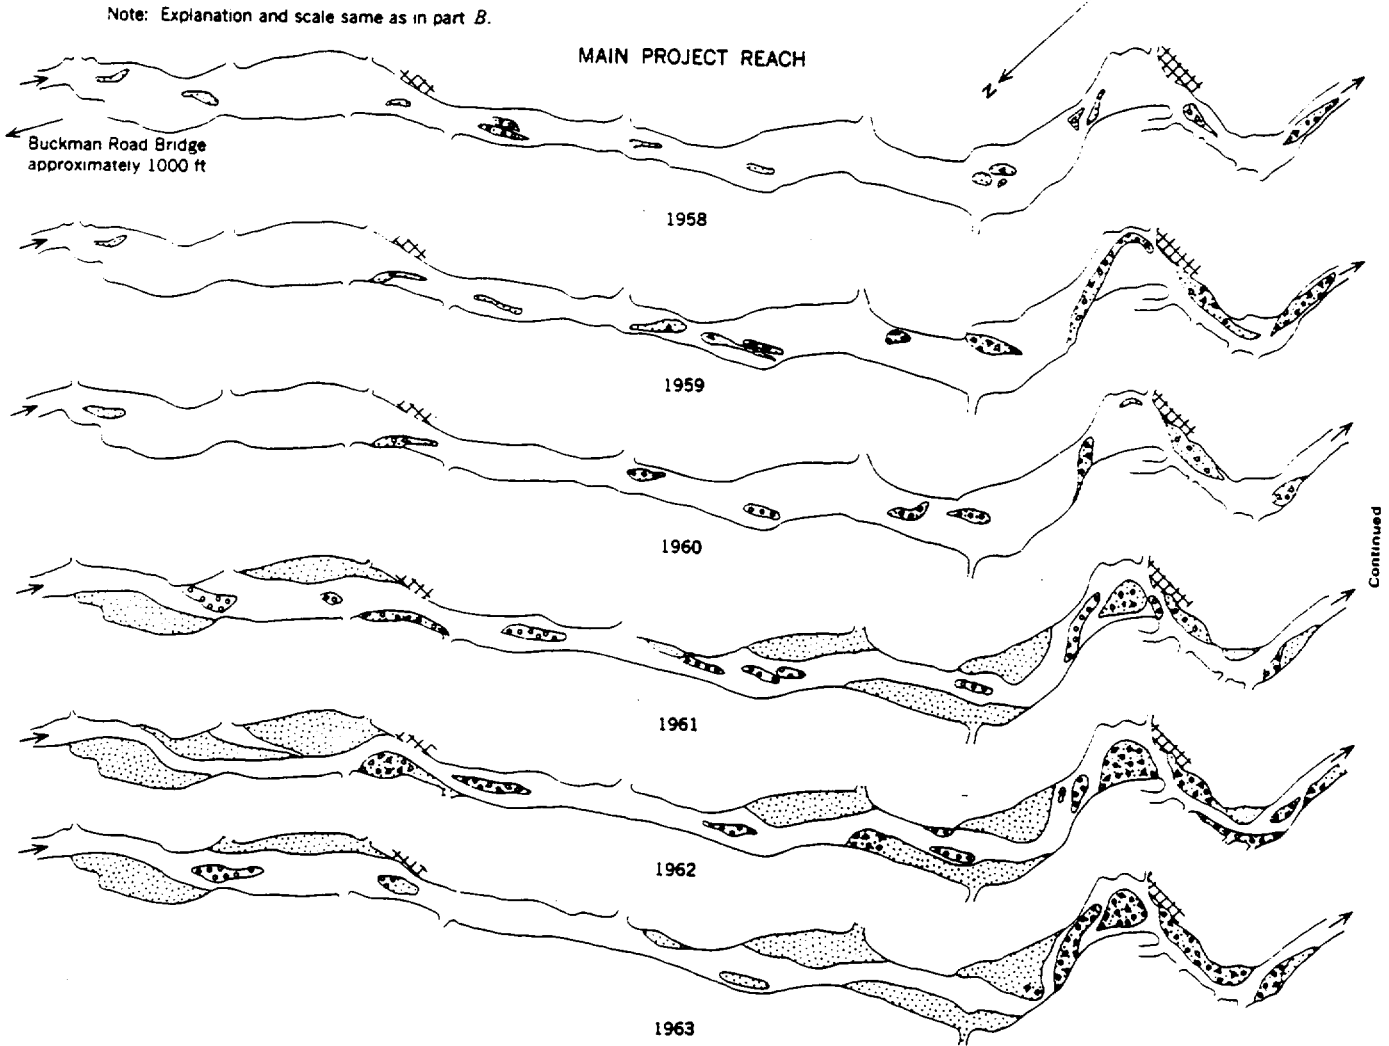 Note: Explanation and scale same as in part B.
MAIN PROJECT REACH
N
Buckman Road Bridge
approximately 1000 ft
1958
1959
1960
Continued
1961
1962
1963